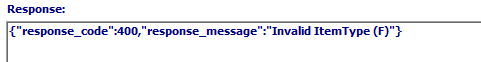 Response:
{"response_code":400,"response_message":"Invalid ItemType (F)"}